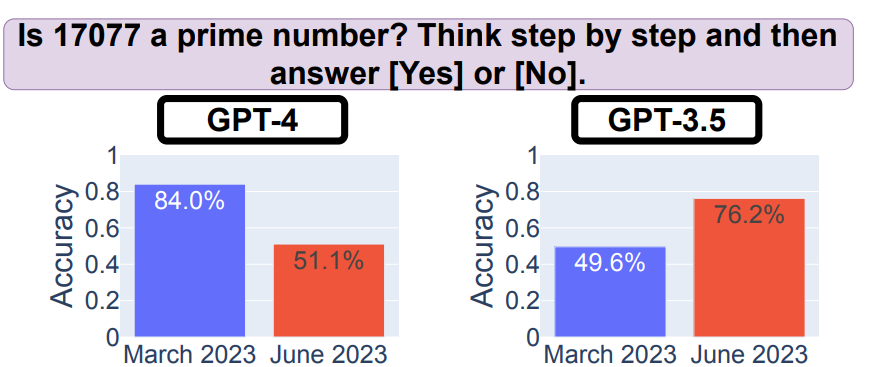 Is 17077 a prime number? Think step by step and then
answer [Yes] or [No].
GPT-4
GPT-3.5
Accuracy
1
0.8
0.6
0.4
0.2
0
84.0%
51.1%
March 2023 June 2023
Accuracy
1
0.8
0.6
0.4
0.2
0
49.6%
76.2%
March 2023 June 2023